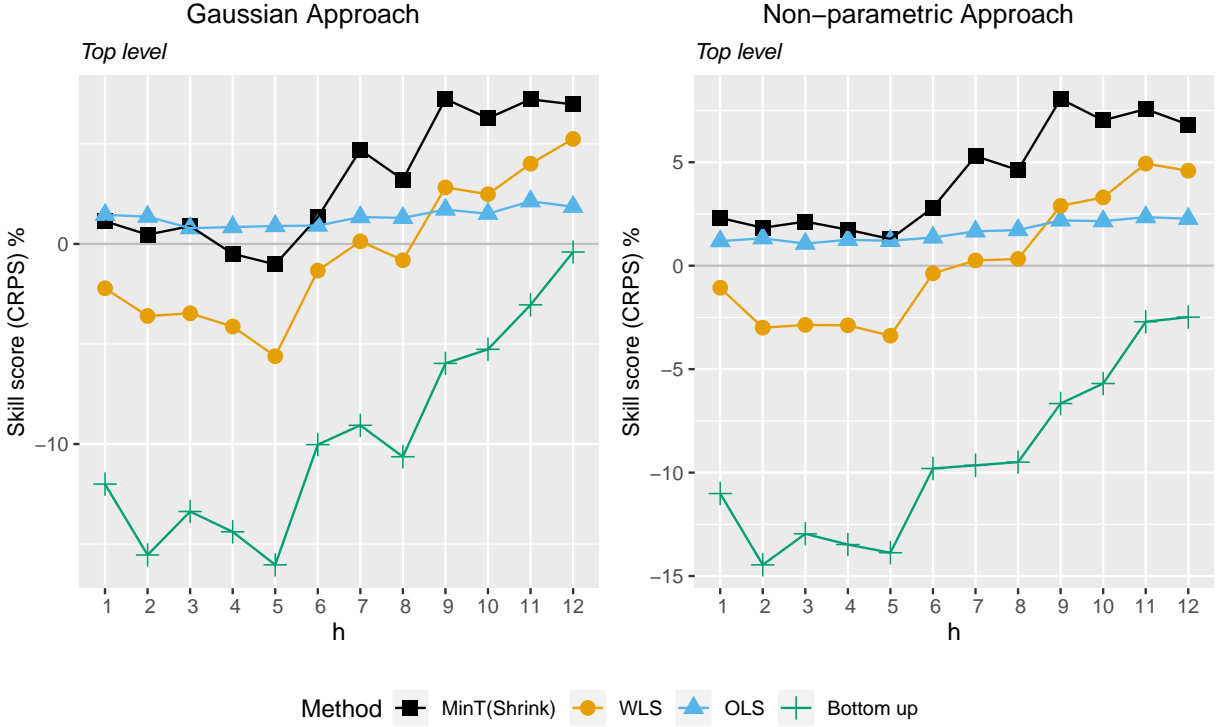 Gaussian Approach
Top level
Skill score (CRPS) %
0
−10
1 2 3 4 5 6 7 8 9 10 11 12
h
Non−parametric Approach
Top level
Skill score (CRPS) %
5
0
−5
−10
−15
1 2 3 4 5 6 7 8 9 10 11 12
h
Method MinT(Shrink) WLS OLS Bottom up